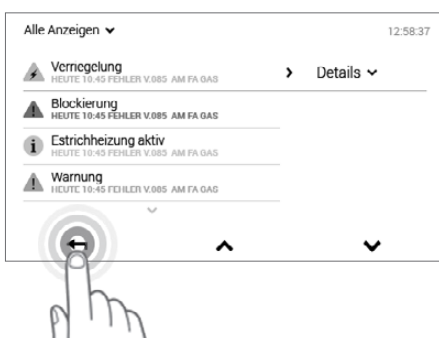 Alle Anzeigen
12:58:37
Verriegelung
HEUTE 10:45 FEHLER V.085 AM FA GAS
Details
Blockierung
HEUTE 10:45 FEHLER V.085 AM FA GAS
Estrichheizung aktiv
HEUTE 10:45 FEHLER V.085 AM FA GAS
Warnung
HEUTE 10:45 FEHLER V.085 AM FA GAS